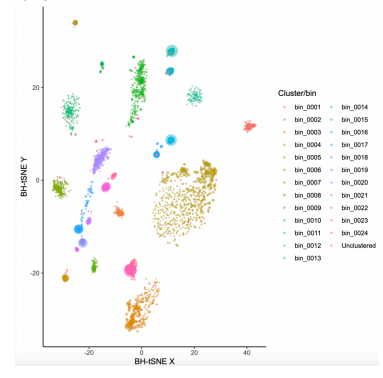 20
0
-20
BH-tSNE Y
-20
0
20
40
BH-tSNE X
Cluster/bin
bin_0001
bin_0002
bin_0003
bin_0004
bin_0005
bin_0006
bin_0007
bin_0008
bin_0009
bin_0010
bin_0011
bin_0012
bin_0013
bin_0014
bin_0015
bin_0016
bin_0017
bin_0018
bin_0019
bin_0020
bin_0021
bin_0022
bin_0023
bin_0024
Unclustered